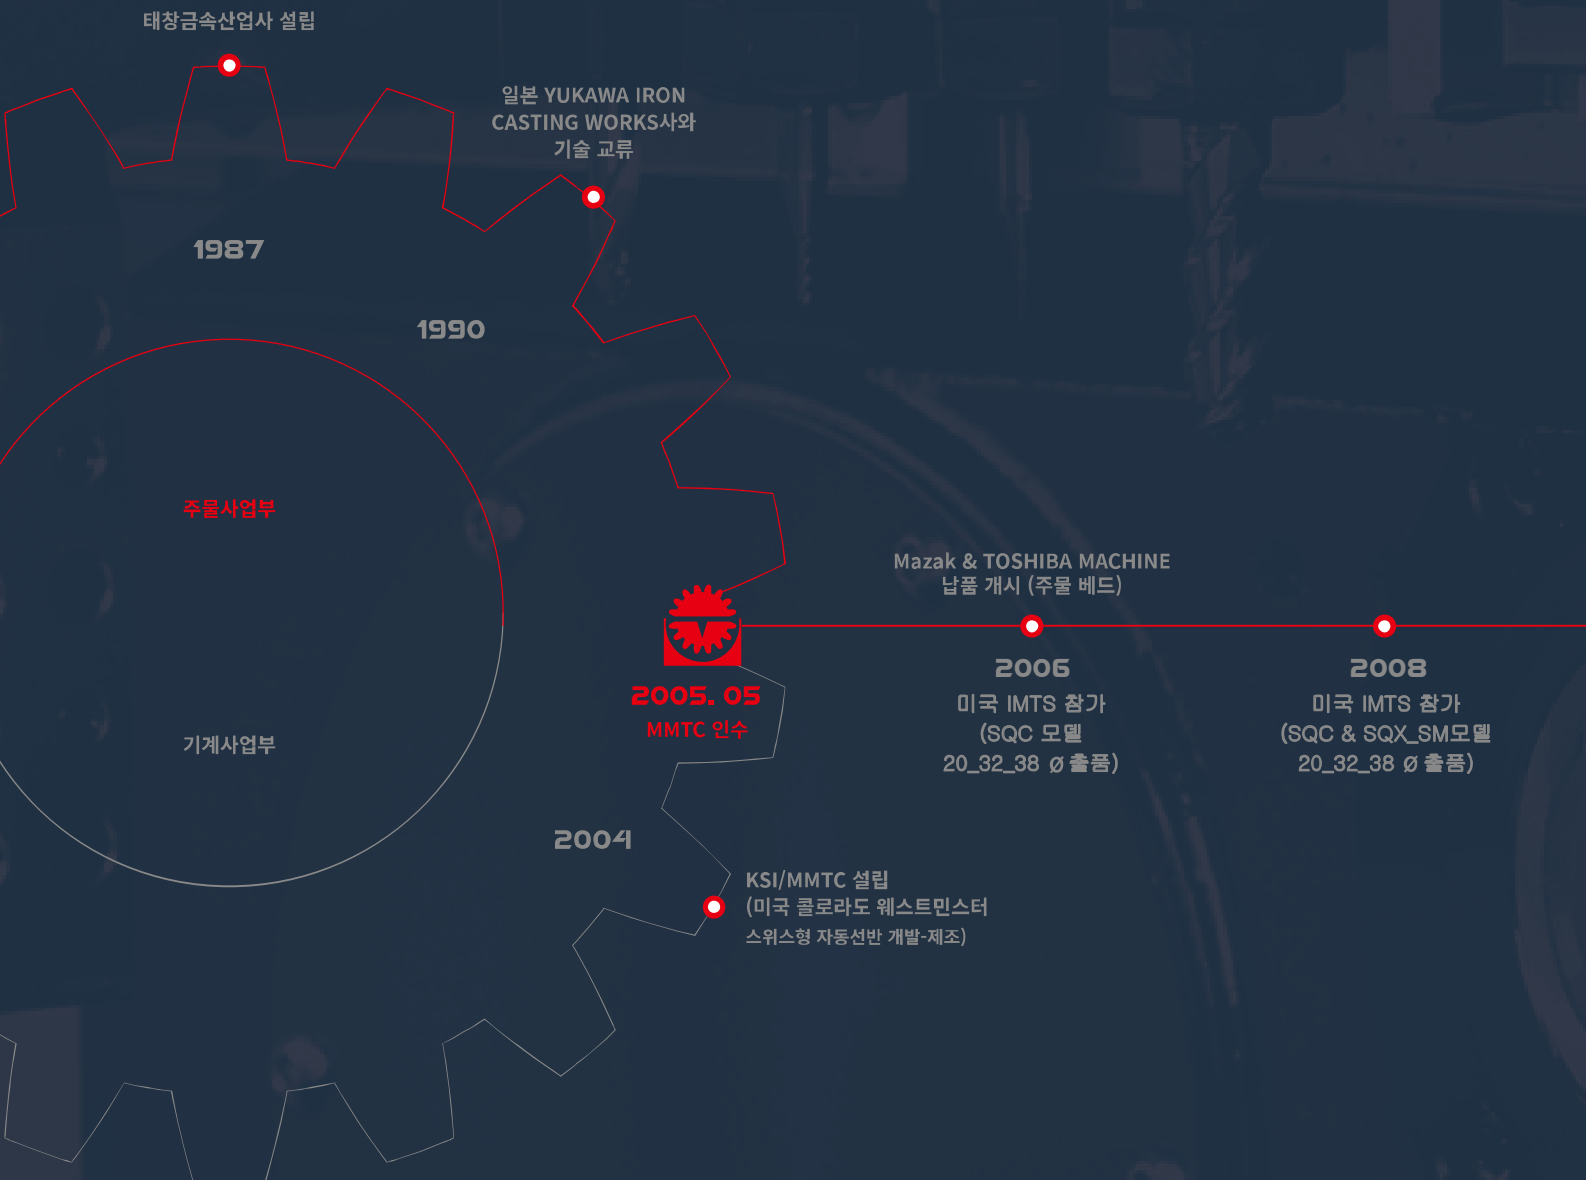 태창금속산업사 설립
일본 YUKAWA IRON
CASTING WORKS사와
기술 교류
1987
1990
주물사업부
기계사업부
2005. 05
MMTC 인수
Mazak & TOSHIBA MACHINE
납품 개시 (주물 베드)
2006
미국 IMTS 참가
(SQC 모델
20_32_38 Ø 출품)
2008
미국 IMTS 참가
(SQC & SQX_SM모델
20_32_38 Ø 출품)
2004
KSI/MMTC 설립
(미국 콜로라도 웨스트민스터
스위스형 자동선반 개발-제조)